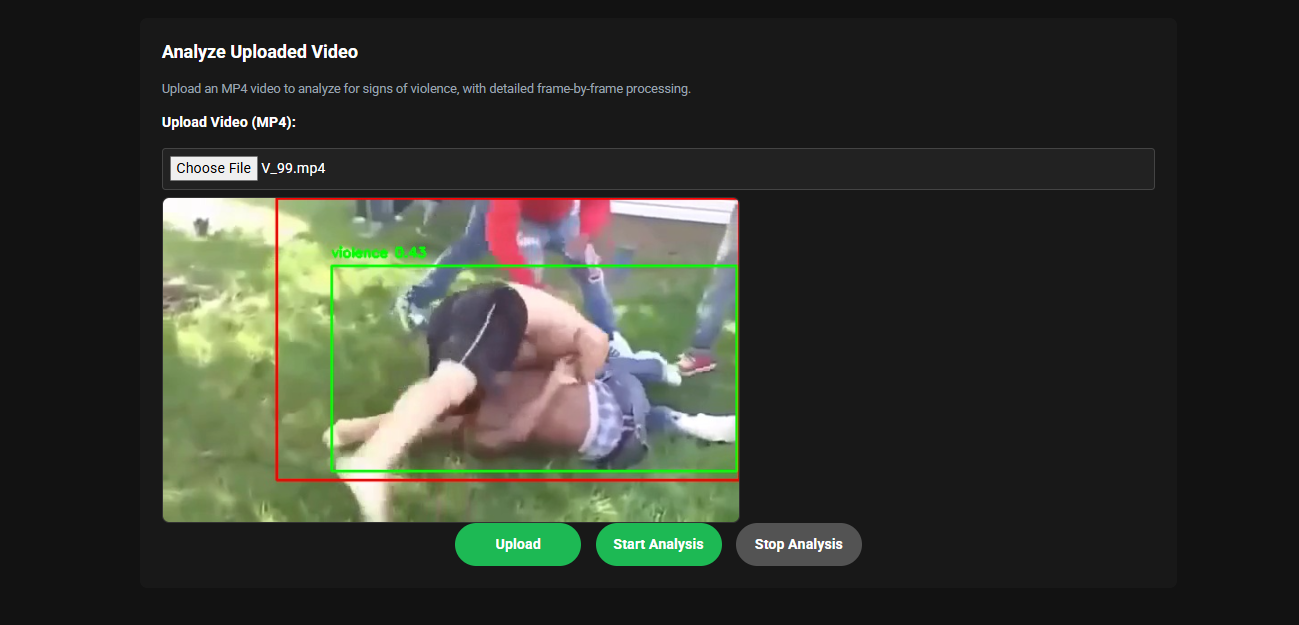 Analyze Uploaded Video
Upload an MP4 video to analyze for signs of violence, with detailed frame-by-frame processing.
Upload Video (MP4):
Choose File V_99.mp4
violence 0.43
Upload Start Analysis Stop Analysis